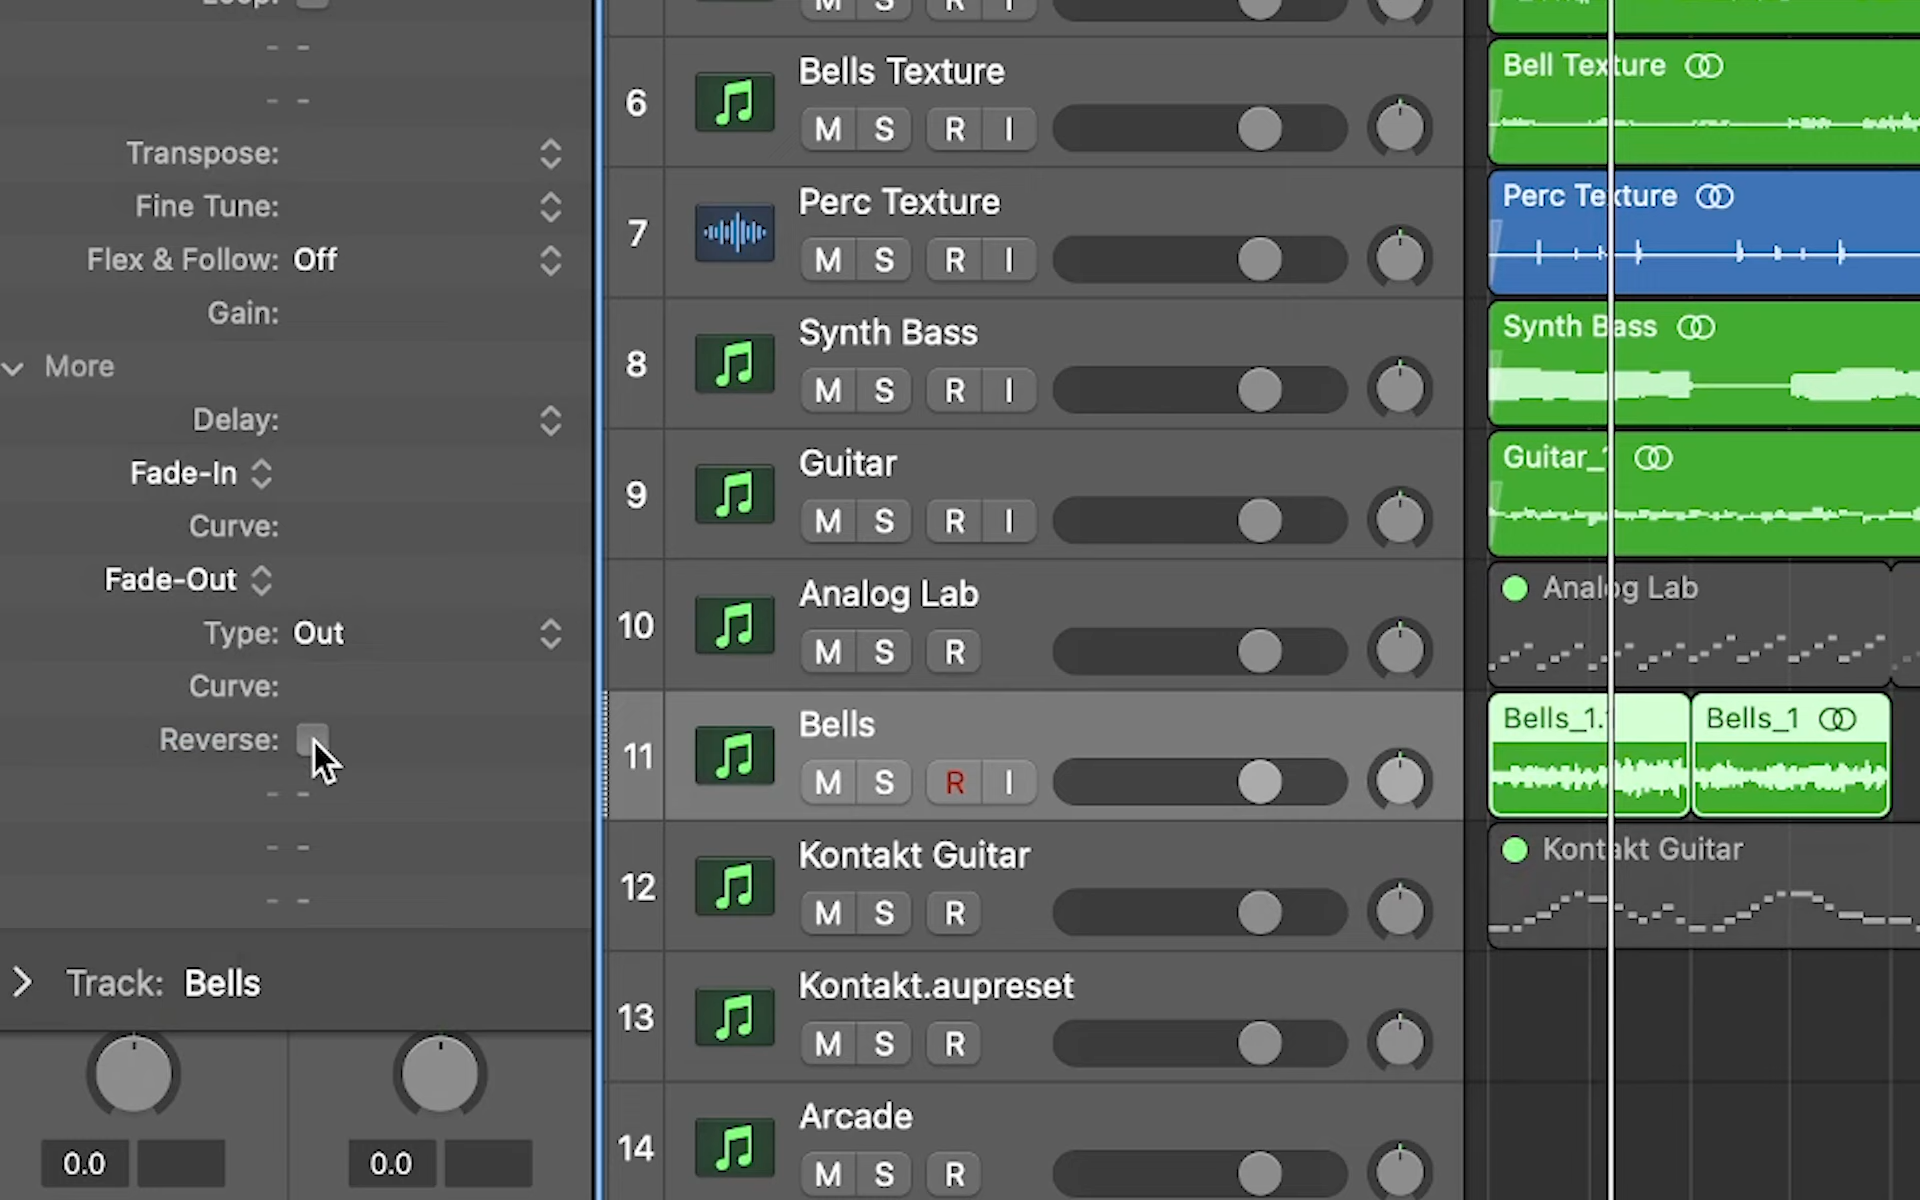 Loop:
- -
- -
Transpose:
Fine Tune:
Flex & Follow: Off
Gain:
More
Delay:
Fade-In
Curve:
Fade-Out
Type: Out
Curve:
Reverse:
- -
- -
- -
Track: Bells
0.0
0.0
M S R I
6
Bells Texture
M S R I
7
Perc Texture
M S R I
8
Synth Bass
M S R I
9
Guitar
M S R I
10
Analog Lab
M S R
11
Bells
M S R I
12
Kontakt Guitar
M S R
13
Kontakt.aupreset
M S R
14
Arcade
M S R
Bell Texture
Perc Texture
Synth Bass
Guitar_
Analog Lab
Bells_1.
Bells_1
Kontakt Guitar